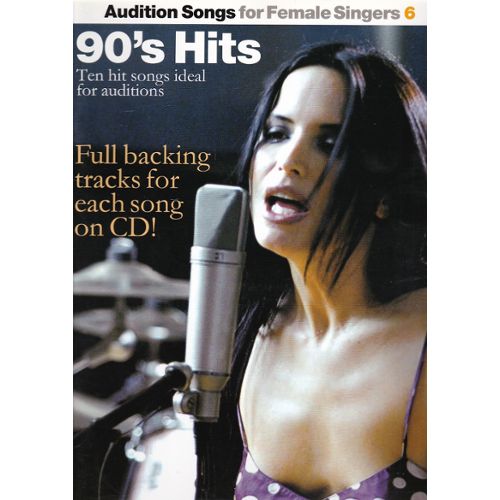 Audition Songs for Female Singers 6
90's Hits
Ten hit songs ideal
for auditions
Full backing
tracks for
each song
on CD!